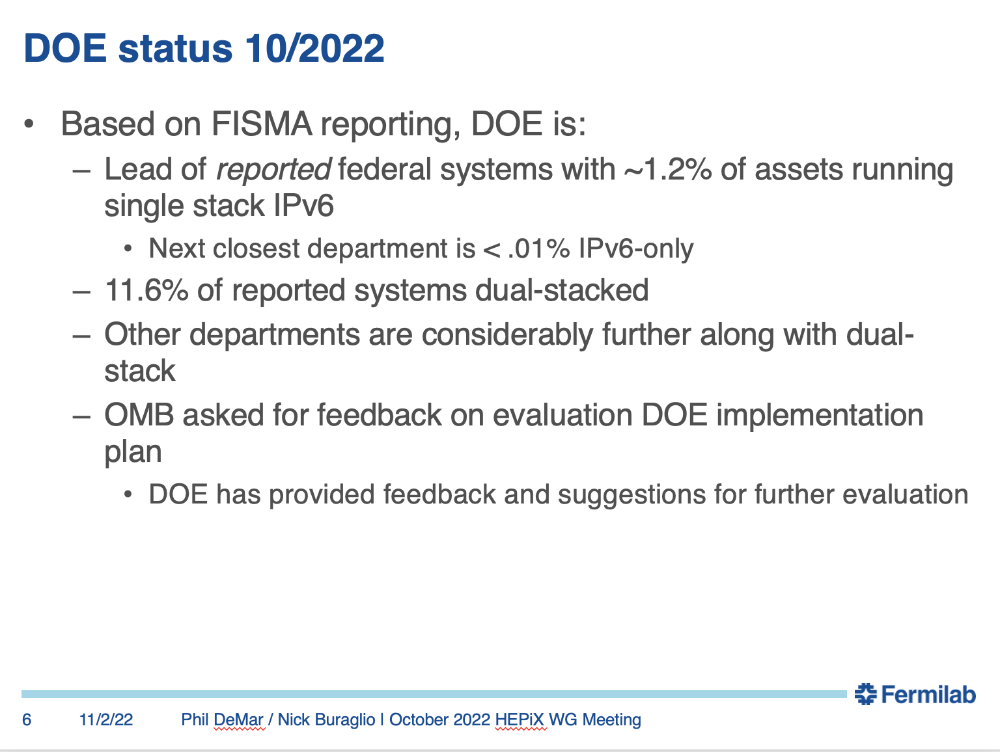 DOE status 10/2022
• Based on FISMA reporting, DOE is:
– Lead of reported federal systems with ~1.2% of assets running
single stack IPv6
• Next closest department is < .01% IPv6-only
– 11.6% of reported systems dual-stacked
– Other departments are considerably further along with dual-
stack
– OMB asked for feedback on evaluation DOE implementation
plan
• DOE has provided feedback and suggestions for further evaluation
Fermilab
6 11/2/22 Phil DeMar / Nick Buraglio | October 2022 HEPiX WG Meeting